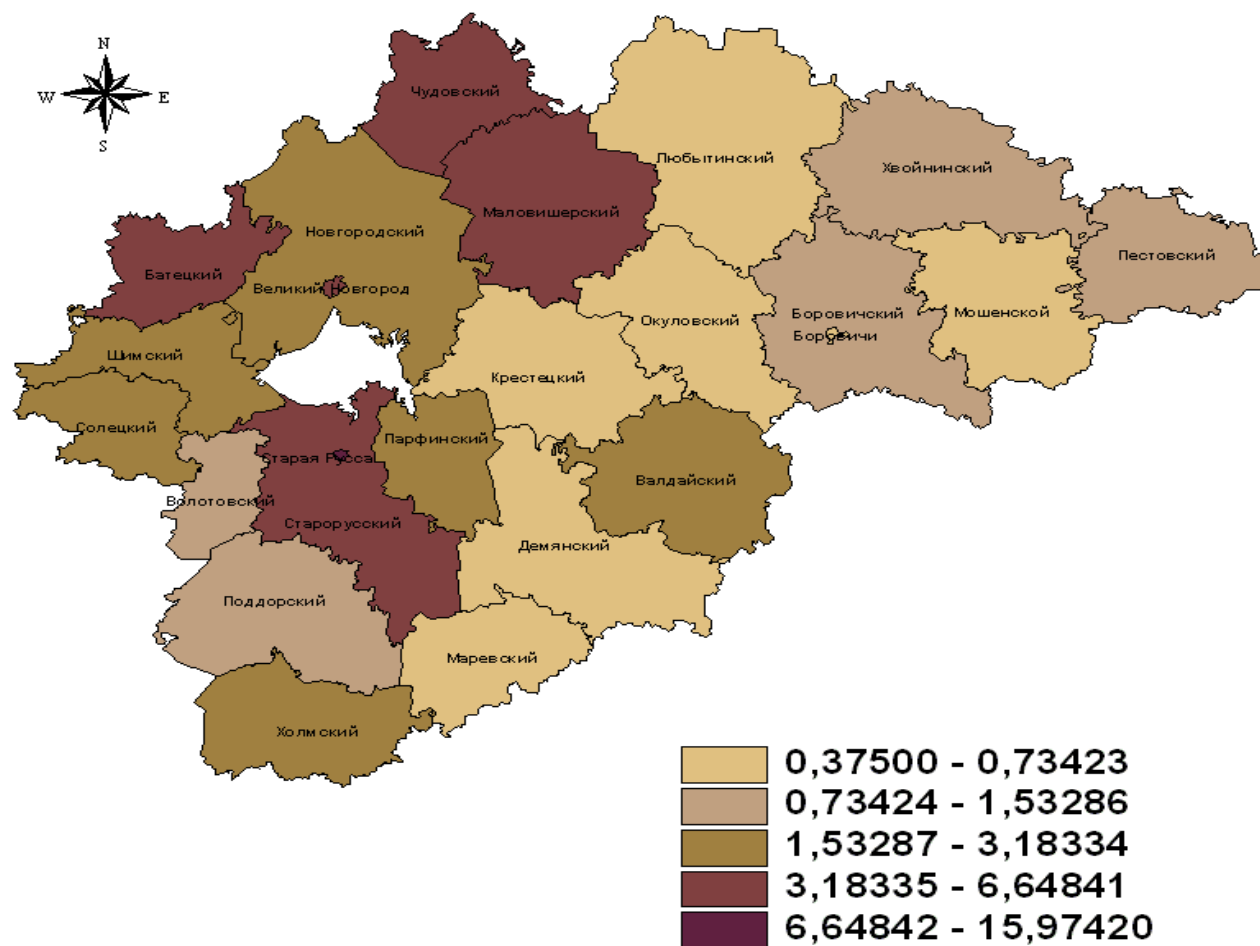 N
W E
S
Чудовский
Любытинский
Хвойнинский
Маловишерский
Новгородский
Пестовский
Батецкий
Великий Новгород
Мошенской
Боровичский
Окуловский
Боровичи
Шимский
Крестецкий
Солецкий
Парфинский
Старая Русса
Валдайский
Волотовский
Старорусский
Демянский
Поддорский
Маревский
Холмский
0,37500 - 0,73423
0,73424 - 1,53286
1,53287 - 3,18334
3,18335 - 6,64841
6,64842 - 15,97420